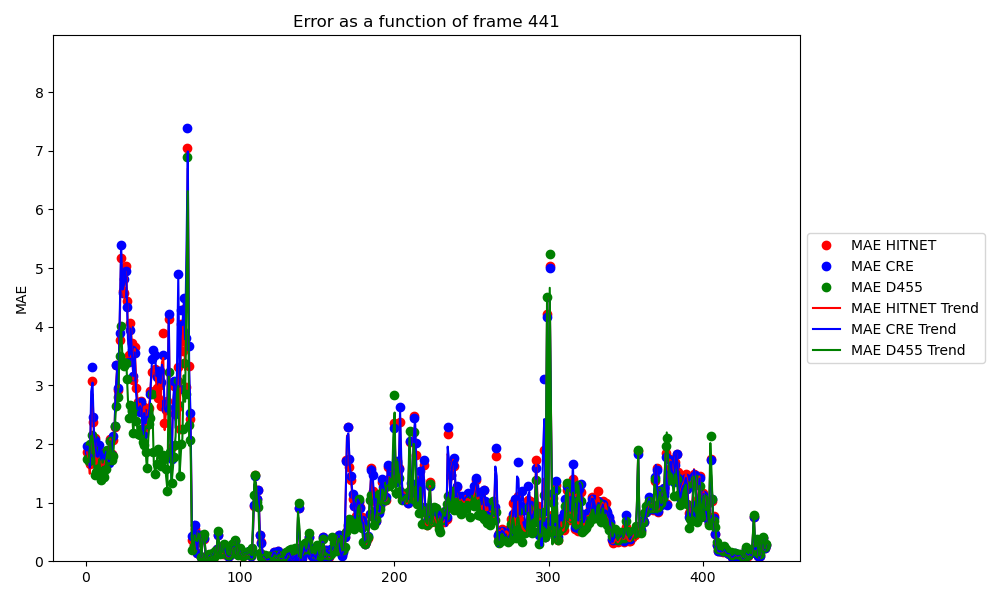 Error as a function of frame 441
MAE
8
7
6
5
4
3
2
1
0
0 100 200 300 400
MAE HITNET
MAE CRE
MAE D455
MAE HITNET Trend
MAE CRE Trend
MAE D455 Trend